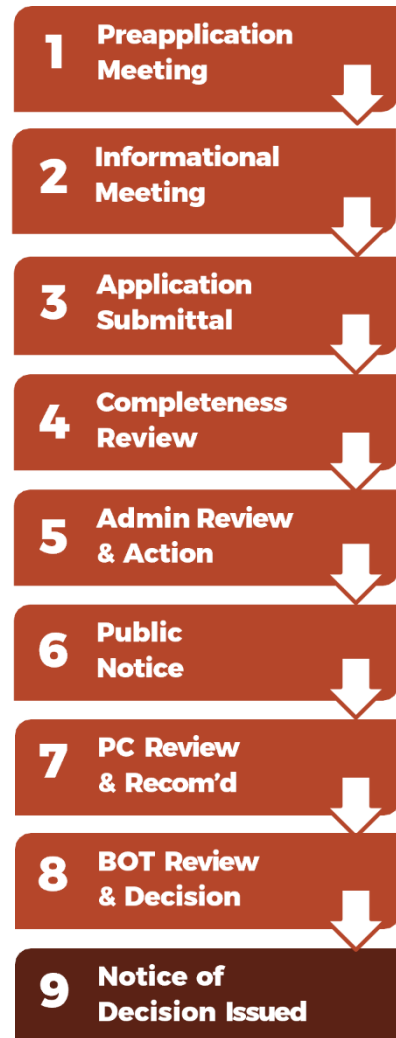 1
Preapplication
Meeting
2
Informational
Meeting
3
Application
Submittal
4
Completeness
Review
5
Admin Review
& Action
6
Public
Notice
7
PC Review
& Recom’d
8
BOT Review
& Decision
9
Notice of
Decision Issued